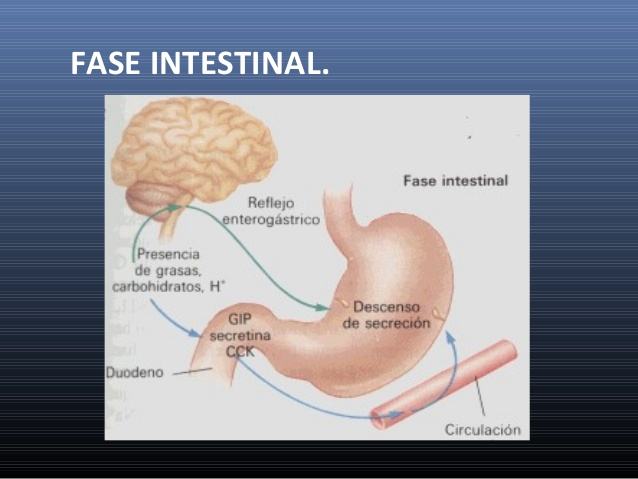 FASE INTESTINAL.
Fase intestinal
Reflejo
enterogástrico
Presencia
de grasas,
carbohidratos, H⁺
GIP
secretina
CCK
Descenso
de secreción
Duodeno
Circulación